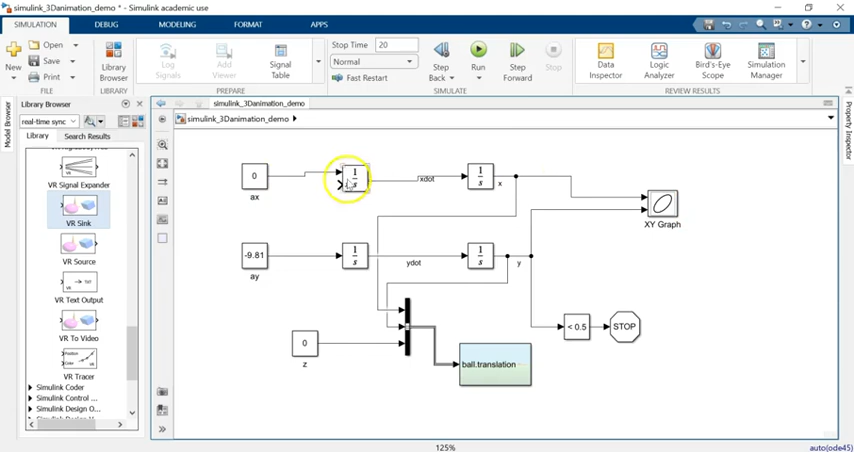 simulink_3Danimation_demo * - Simulink academic use
SIMULATION
DEBUG
MODELING
FORMAT
APPS
New
Open
Save
Print
FILE
Library
Browser
LIBRARY
Log
Signals
Add
Viewer
Signal
Table
PREPARE
Stop Time 20
Normal
Fast Restart
Step
Back
Run
Step
Forward
Stop
SIMULATE
Data
Inspector
Logic
Analyzer
Bird's-Eye
Scope
Simulation
Manager
REVIEW RESULTS
Model Browser
Library Browser
real-time sync
Library
Search Results
VR Signal Expander
VR Sink
VR Source
VR Text Output
VR To Video
VR Tracer
Simulink Coder
Simulink Control ...
Simulink Design O...
simulink_3Danimation_demo
simulink_3Danimation_demo
0
ax
1
s
xdot
1
s
x
XY Graph
-9.81
ay
1
s
ydot
1
s
y
< 0.5
STOP
0
z
ball.translation
Property Inspector
125%
auto(ode45)